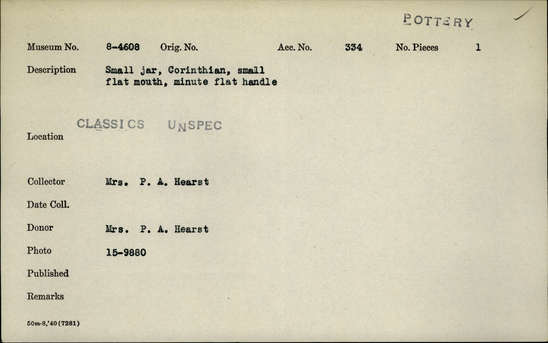 POTTERY
Museum No. 8-4608 Orig. No. Acc. No. 334 No. Pieces 1
Description Small jar, Corinthian, small
flat mouth, minute flat handle
CLASSICS UNSPEC
Location
Collector Mrs. P. A. Hearst
Date Coll.
Donor Mrs. P. A. Hearst
Photo 15-9880
Published
Remarks
50m-8,'40(7281)